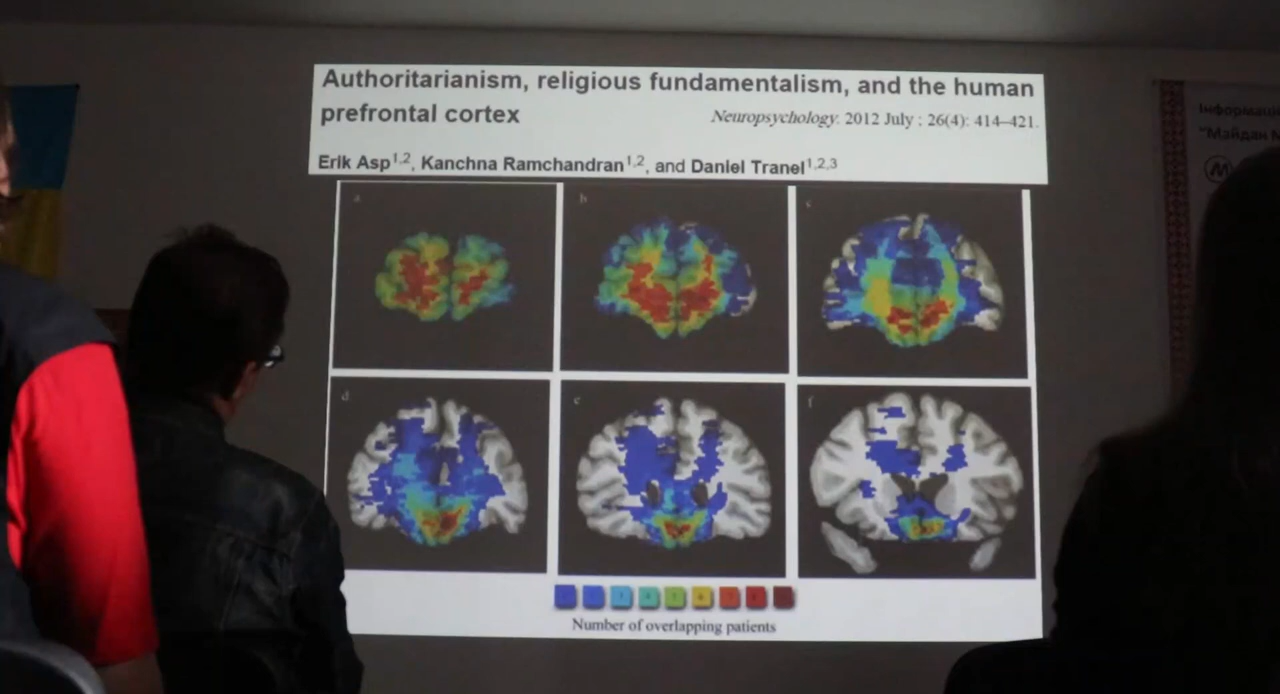 Authoritarianism, religious fundamentalism, and the human
prefrontal cortex
Neuropsychology. 2012 July ; 26(4): 414–421.
Erik Asp1,2, Kanchna Ramchandran1,2, and Daniel Tranel1,2,3
a
b
c
d
e
f
Number of overlapping patients
"Майдан М